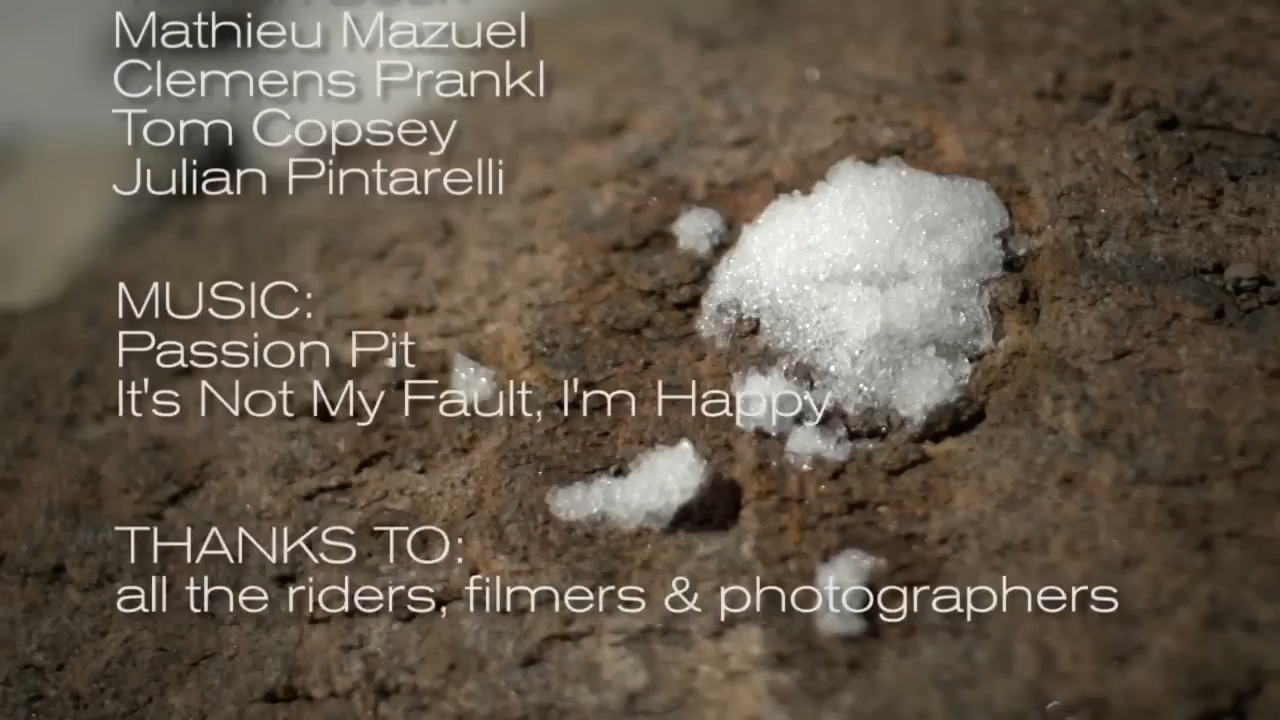 Mathieu Mazuel
Clemens Prankl
Tom Copsey
Julian Pintarelli
MUSIC:
Passion Pit
It's Not My Fault, I'm Happy
THANKS TO:
all the riders, filmers & photographers